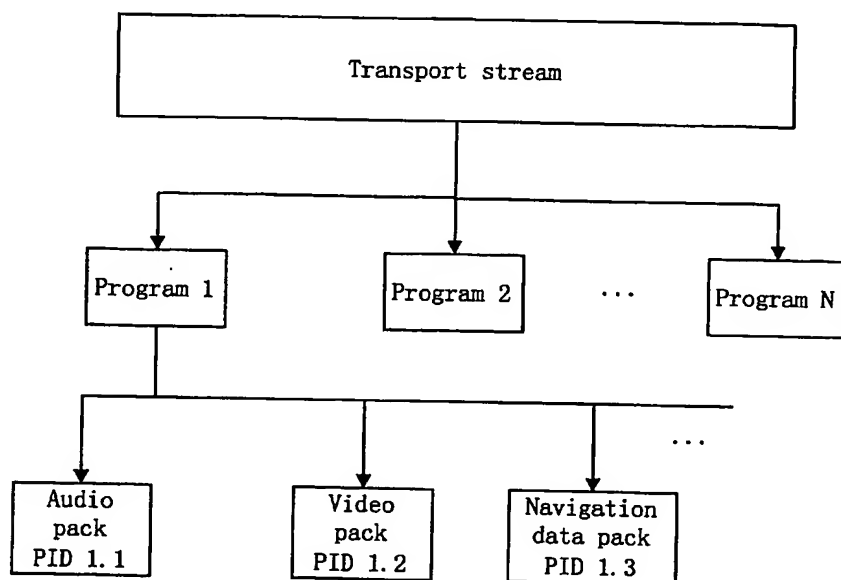 Transport stream
Program 1
Program 2
...
Program N
...
Audio
pack
PID 1.1
Video
pack
PID 1.2
Navigation
data pack
PID 1.3